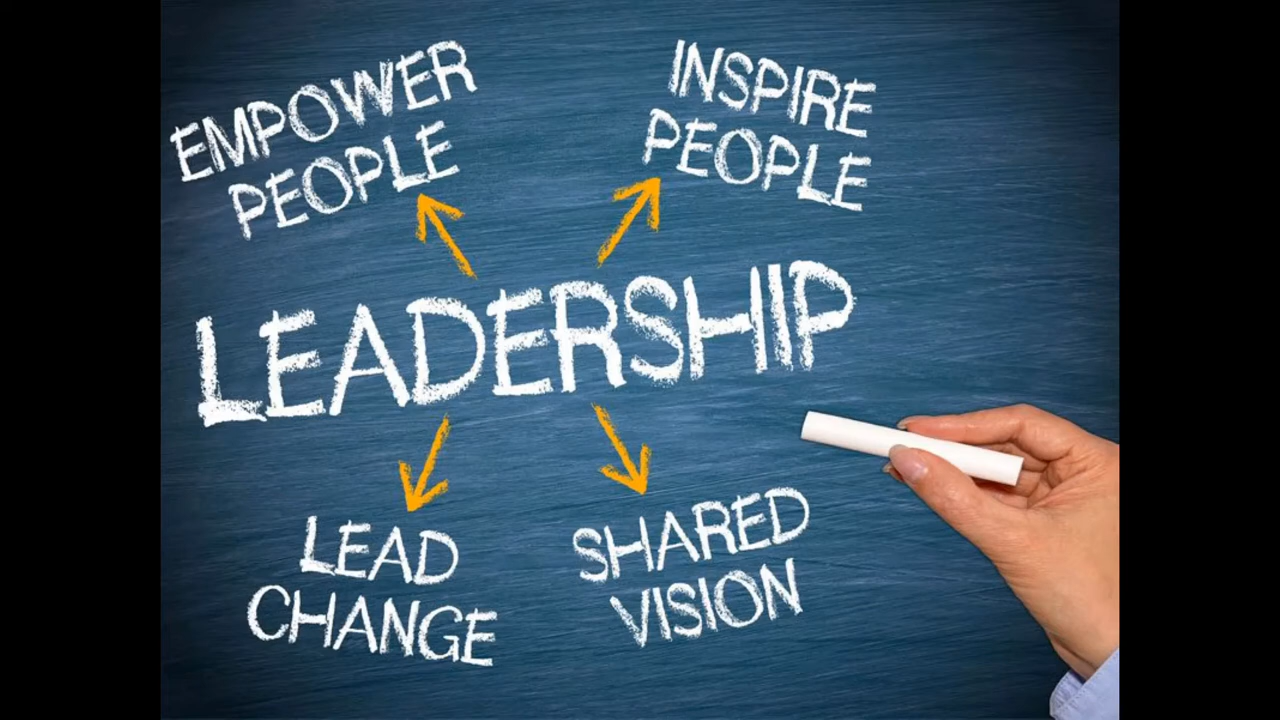 EMPOWER
PEOPLE
INSPIRE
PEOPLE
LEADERSHIP
LEAD
CHANGE
SHARED
VISION